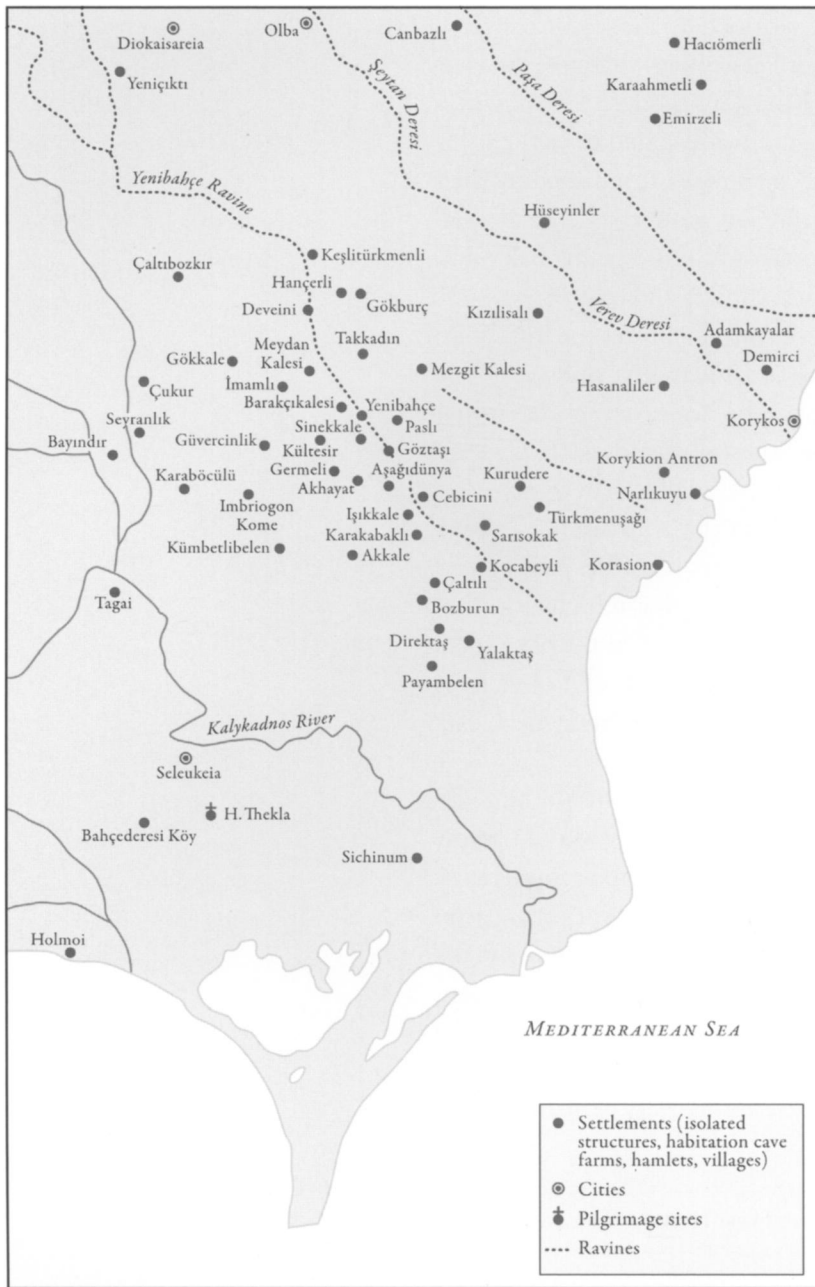 Diokaisareia
Olba
Canbazlı
Hacıömerli
Yeniçıktı
Şeytan Deresi
Paşa Deresi
Karaahmetli
Emirzeli
Yenibahçe Ravine
Hüseyinler
Keşlitürkmenli
Çaltıbozkır
Hançerli
Gökburç
Deveini
Kızılisalı
Verev Deresi
Adamkayalar
Meydan
Kalesi
Takkadın
Gökkale
Mezgit Kalesi
Demirci
Çukur
İmamlı
Hasanaliler
Barakçıkalesi
Yenibahçe
Seyranlık
Sinekkale
Paslı
Korykos
Bayındır
Güvercinlik
Kültesir
Göztaşı
Germeli
Aşağıdünya
Kurudere
Korykion Antron
Karaböcülü
Akhayat
Cebicini
Narlıkuyu
Imbriogon
Kome
Işıkkale
Türkmenuşağı
Karakabaklı
Sarısokak
Kümbetlibelen
Akkale
Kocabeyli
Korasion
Tagai
Çaltılı
Bozburun
Direktaş
Yalaktaş
Payambelen
Kalykadnos River
Seleukeia
H. Thekla
Bahçederesi Köy
Sichinum
Holmoi
MEDITERRANEAN SEA
Settlements (isolated
structures, habitation cave
farms, hamlets, villages)
Cities
Pilgrimage sites
Ravines